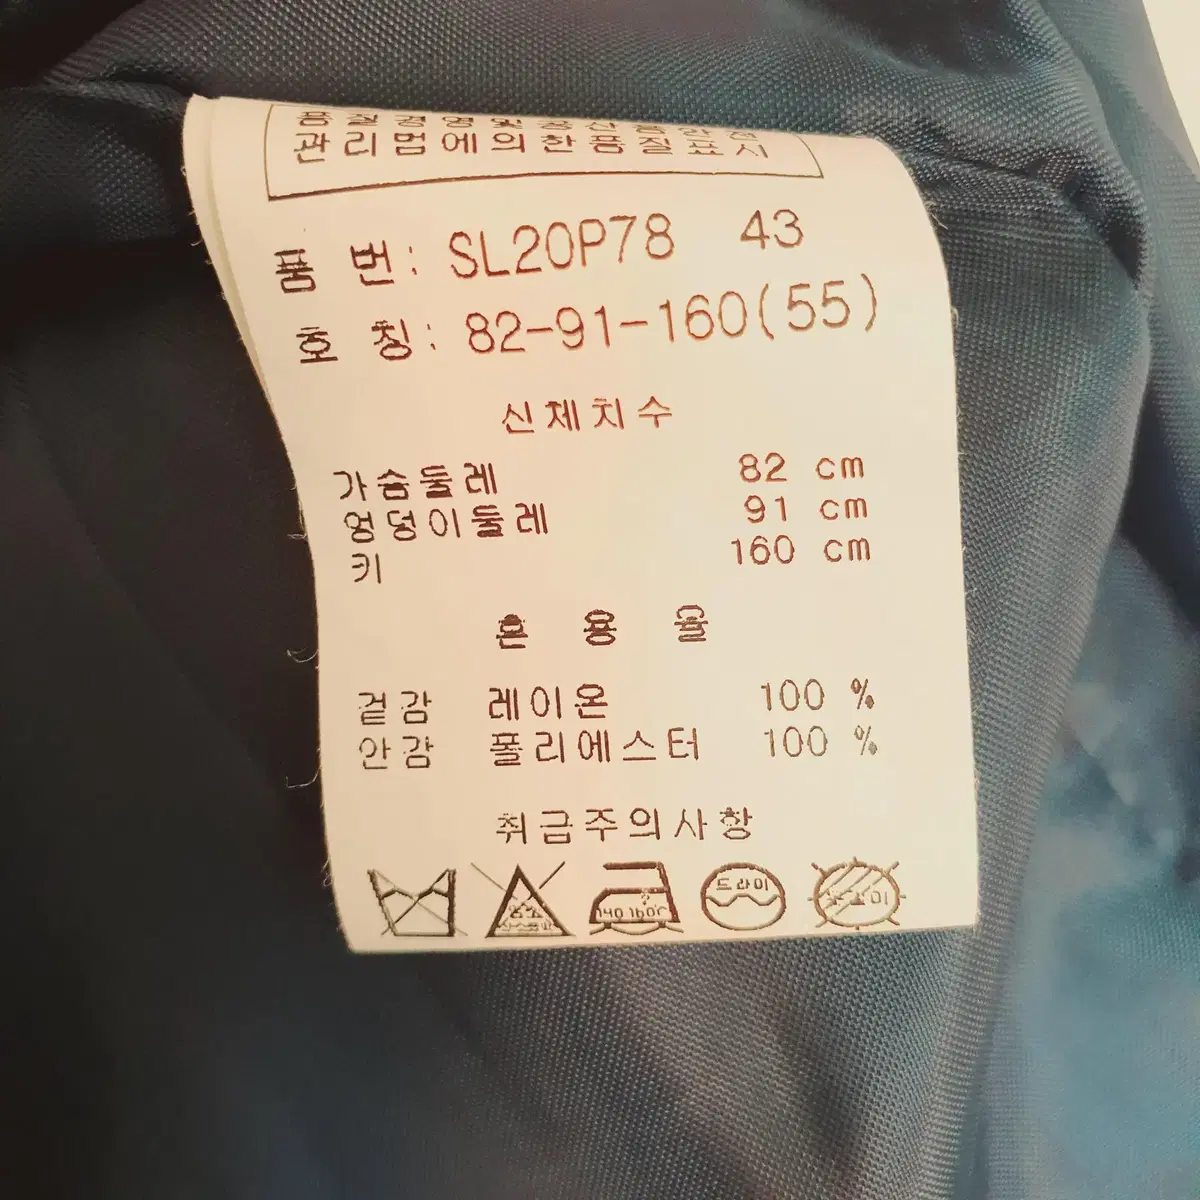 품질경영및공산품안전
관리법에의한품질표시
품 번: SL20P78 43
호 칭: 82-91-160(55)
신체치수
가슴둘레 82 cm
엉덩이둘레 91 cm
키 160 cm
혼 용 율
겉감 레이온 100 %
안감 폴리에스터 100 %
취급주의사항
140~160℃ 드라이